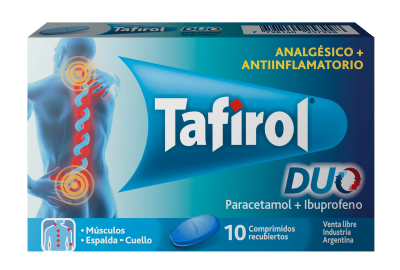 ANALGÉSICO +
ANTIINFLAMATORIO
Tafirol®
DUO
Paracetamol + Ibuprofeno
• Músculos
• Espalda - Cuello
10 Comprimidos
recubiertos
Venta libre
Industria
Argentina